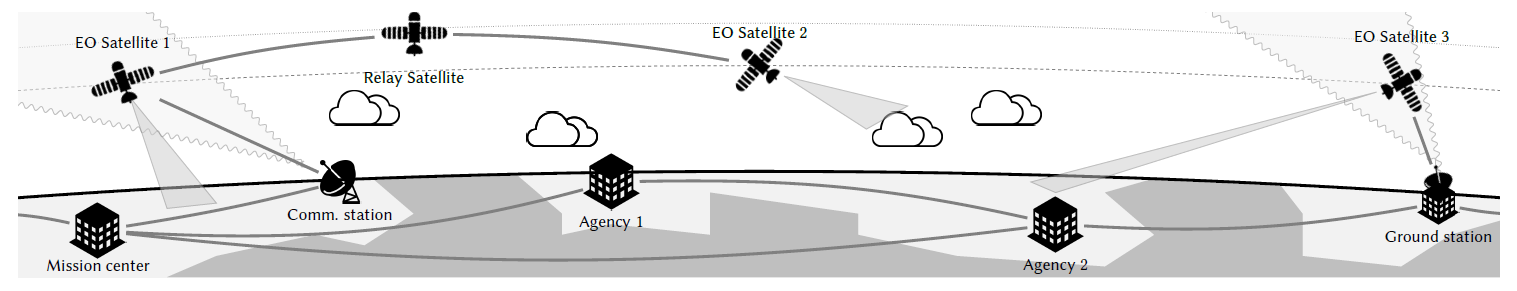 EO Satellite 1
Relay Satellite
EO Satellite 2
EO Satellite 3
Comm. station
Agency 1
Mission center
Agency 2
Ground station